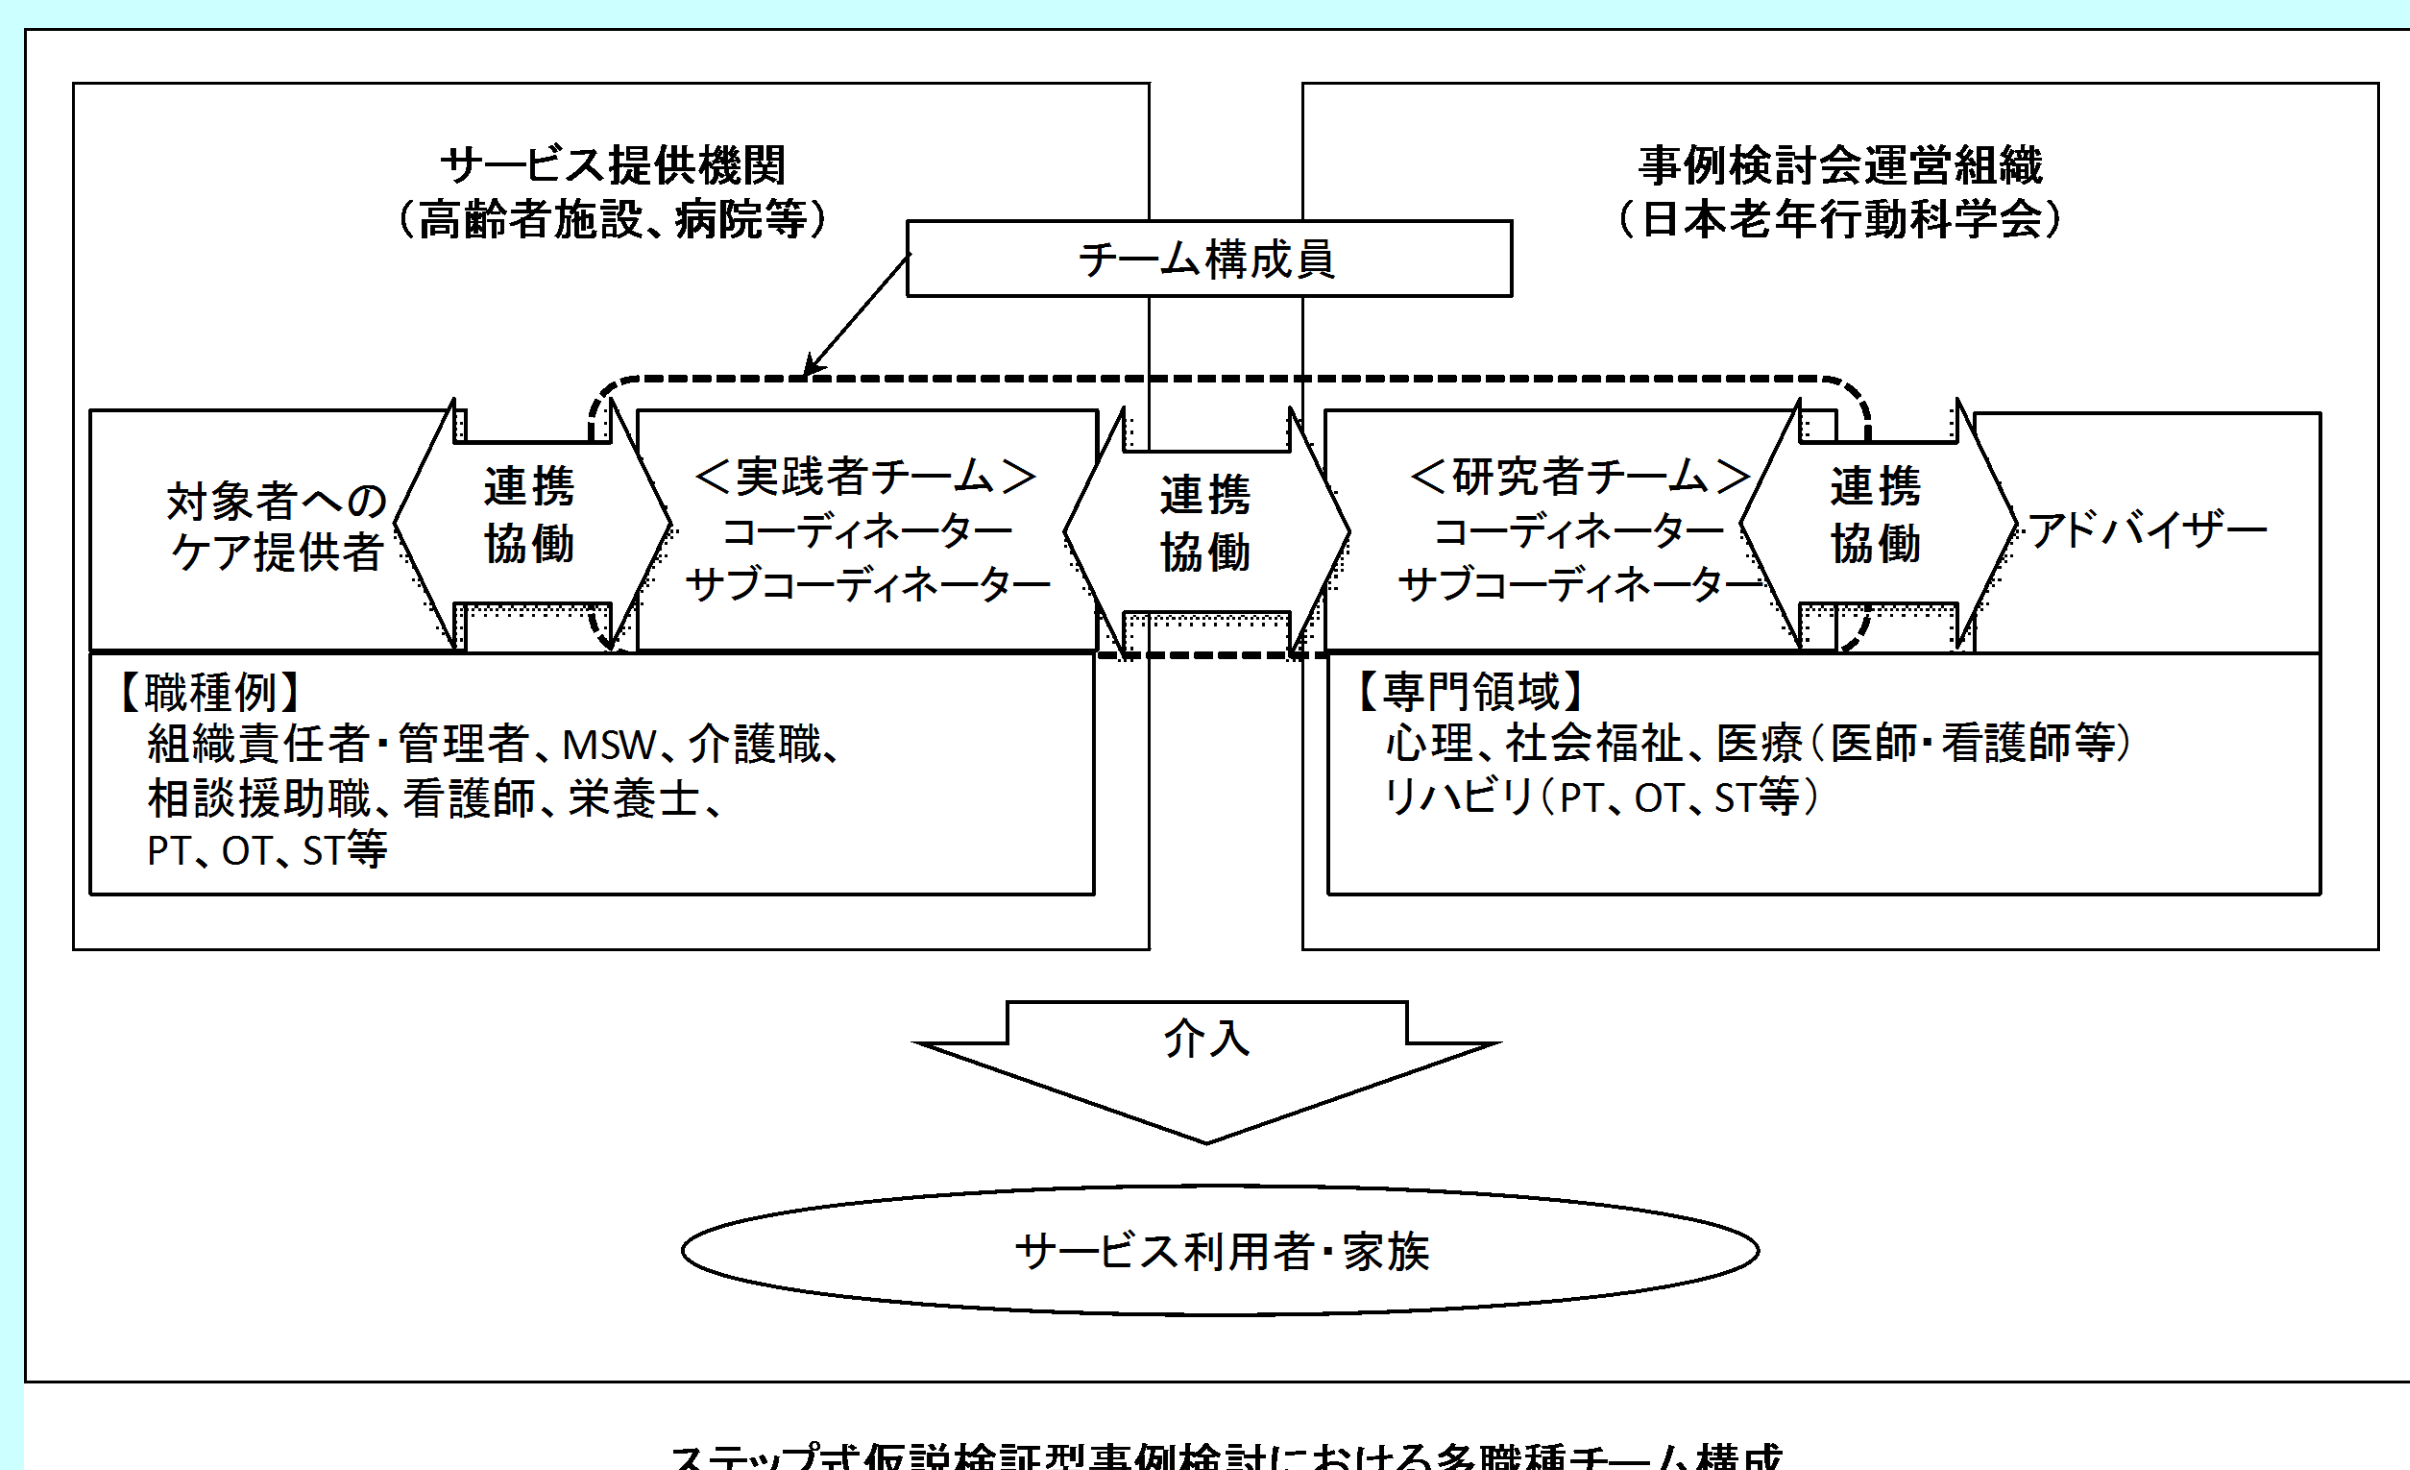 サービス提供機関
（高齢者施設、病院等）
事例検討会運営組織
（日本老年行動科学会）
チーム構成員
対象者への
ケア提供者
連携
協働
＜実践者チーム＞
コーディネーター
サブコーディネーター
連携
協働
＜研究者チーム＞
コーディネーター
サブコーディネーター
連携
協働
アドバイザー
【職種例】
組織責任者・管理者、MSW、介護職、
相談援助職、看護師、栄養士、
PT、OT、ST等
【専門領域】
心理、社会福祉、医療（医師・看護師等）
リハビリ（PT、OT、ST等）
介入
サービス利用者・家族
ステップ式仮説検証型事例検討における多職種チーム構成